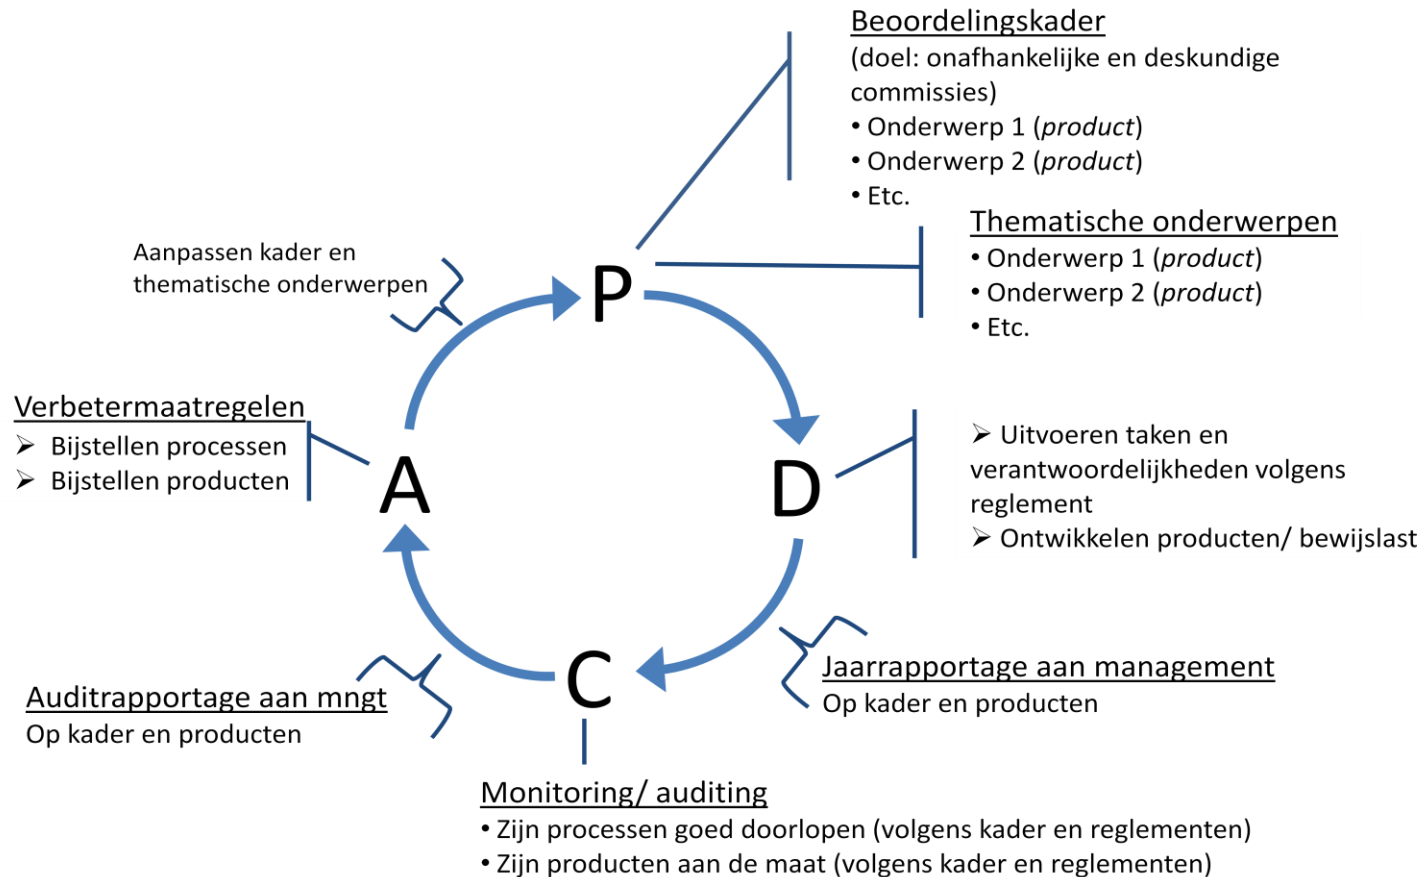 Beoordelingskader
(doel: onafhankelijke en deskundige
commissies)
• Onderwerp 1 (product)
• Onderwerp 2 (product)
• Etc.
Thematische onderwerpen
• Onderwerp 1 (product)
• Onderwerp 2 (product)
• Etc.
Aanpassen kader en
thematische onderwerpen
P
Verbetermaatregelen
➢ Bijstellen processen
➢ Bijstellen producten
A
D
➢ Uitvoeren taken en
verantwoordelijkheden volgens
reglement
➢ Ontwikkelen producten/ bewijslast
C
Jaarrapportage aan management
Op kader en producten
Auditrapportage aan mngt
Op kader en producten
Monitoring/ auditing
• Zijn processen goed doorlopen (volgens kader en reglementen)
• Zijn producten aan de maat (volgens kader en reglementen)